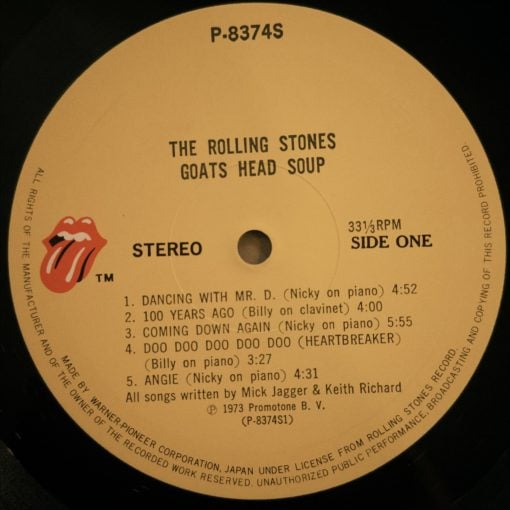 P-8374S
THE ROLLING STONES
GOATS HEAD SOUP
TM
STEREO
33⅓RPM
SIDE ONE
1. DANCING WITH MR. D. (Nicky on piano) 4:52
2. 100 YEARS AGO (Billy on clavinet) 4:00
3. COMING DOWN AGAIN (Nicky on piano) 5:55
4. DOO DOO DOO DOO DOO (HEARTBREAKER)
(Billy on piano) 3:27
5. ANGIE (Nicky on piano) 4:31
All songs written by Mick Jagger & Keith Richard
Ⓟ 1973 Promotone B. V.
(P-8374S1)
ALL RIGHTS OF THE MANUFACTURER AND OF THE OWNER OF THE RECORDED WORK RESERVED. UNAUTHORIZED PUBLIC PERFORMANCE, BROADCASTING AND COPYING OF THIS RECORD PROHIBITED.
MADE BY WARNER-PIONEER CORPORATION, JAPAN UNDER LICENSE FROM ROLLING STONES RECORD.